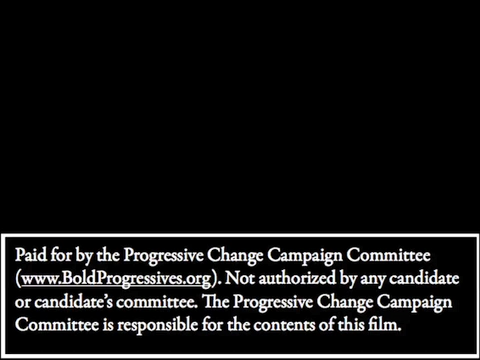 Paid for by the Progressive Change Campaign Committee
(www.BoldProgressives.org). Not authorized by any candidate
or candidate’s committee. The Progressive Change Campaign
Committee is responsible for the contents of this film.